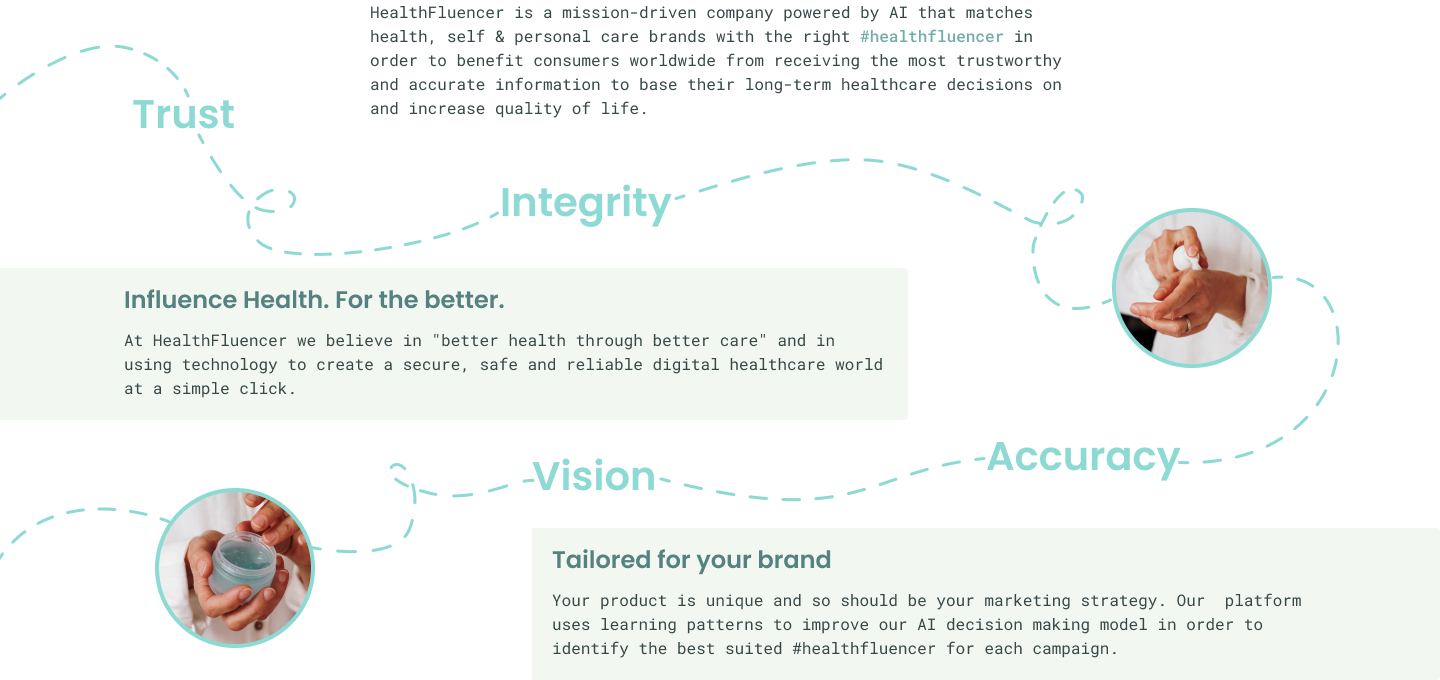 HealthFluencer is a mission-driven company powered by AI that matches
health, self & personal care brands with the right #healthfluencer in
order to benefit consumers worldwide from receiving the most trustworthy
and accurate information to base their long-term healthcare decisions on
and increase quality of life.
Trust
Integrity
Influence Health. For the better.
At HealthFluencer we believe in "better health through better care" and in
using technology to create a secure, safe and reliable digital healthcare world
at a simple click.
Accuracy
Vision
Tailored for your brand
Your product is unique and so should be your marketing strategy. Our  platform
uses learning patterns to improve our AI decision making model in order to
identify the best suited #healthfluencer for each campaign.